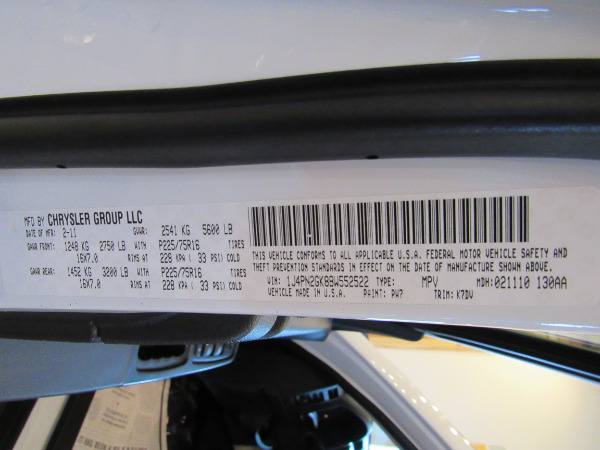 MFD BY CHRYSLER GROUP LLC
DATE OF MFR: 2-11 GVWR: 2541 KG 5600 LB
GAWR FRONT: 1248 KG 2750 LB WITH P225/75R16 TIRES
16X7.0 RIMS AT 228 KPA ( 33 PSI) COLD
GAWR REAR: 1452 KG 3200 LB WITH P225/75R16 TIRES
16X7.0 RIMS AT 228 KPA ( 33 PSI) COLD
THIS VEHICLE CONFORMS TO ALL APPLICABLE U.S.A. FEDERAL MOTOR VEHICLE SAFETY AND
THEFT PREVENTION STANDARDS IN EFFECT ON THE DATE OF MANUFACTURE SHOWN ABOVE.
VIN: 1J4PN2GK8BW552522 TYPE: MPV MDH: 021110 130AA
VEHICLE MADE IN U.S.A. PAINT: PW7 TRIM: K7DV